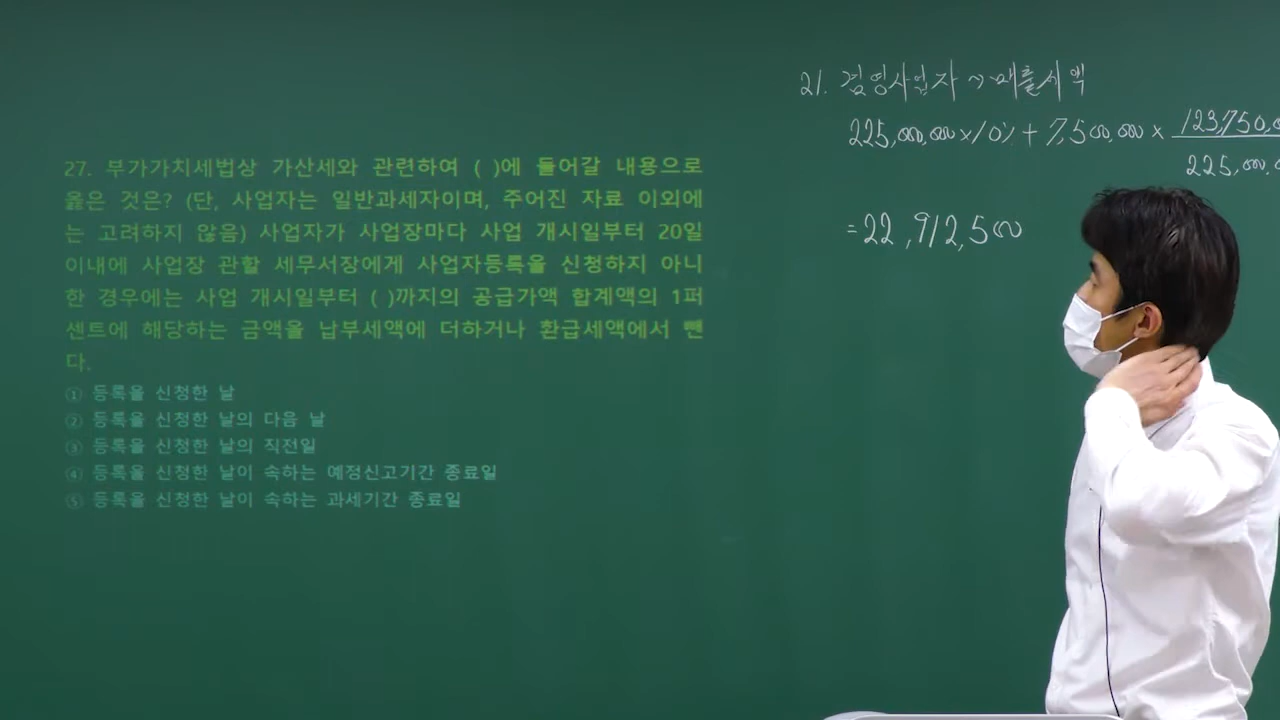 27. 부가가치세법상 가산세와 관련하여 ( )에 들어갈 내용으로
옳은 것은? (단, 사업자는 일반과세자이며, 주어진 자료 이외에
는 고려하지 않음) 사업자가 사업장마다 사업 개시일부터 20일
이내에 사업장 관할 세무서장에게 사업자등록을 신청하지 아니
한 경우에는 사업 개시일부터 ( )까지의 공급가액 합계액의 1퍼
센트에 해당하는 금액을 납부세액에 더하거나 환급세액에서 뺀
다.
① 등록을 신청한 날
② 등록을 신청한 날의 다음 날
③ 등록을 신청한 날의 직전일
④ 등록을 신청한 날이 속하는 예정신고기간 종료일
⑤ 등록을 신청한 날이 속하는 과세기간 종료일
21. 겸영사업자 ~> 매출세액
225,000,000 × 10% + 7,500,000 ×
123,750,0
225,000,0
= 22,912,500